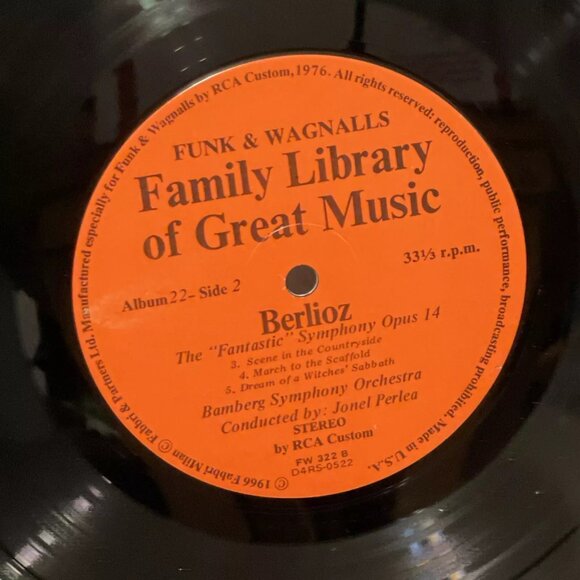 © 1966 Fabbri Milan © Fabbri & Partners Ltd. Manufactured especially for Funk & Wagnalls by RCA Custom, 1976. All rights reserved: reproduction, public performance, broadcasting prohibited. Made in U.S.A.
FUNK & WAGNALLS
Family Library
of Great Music
Album 22 – Side 2
33⅓ r.p.m.
Berlioz
The "Fantastic" Symphony Opus 14
3. Scene in the Countryside
4. March to the Scaffold
5. Dream of a Witches' Sabbath
Bamberg Symphony Orchestra
Conducted by: Jonel Perlea
STEREO
by RCA Custom
FW 322 B
D4RS-0522